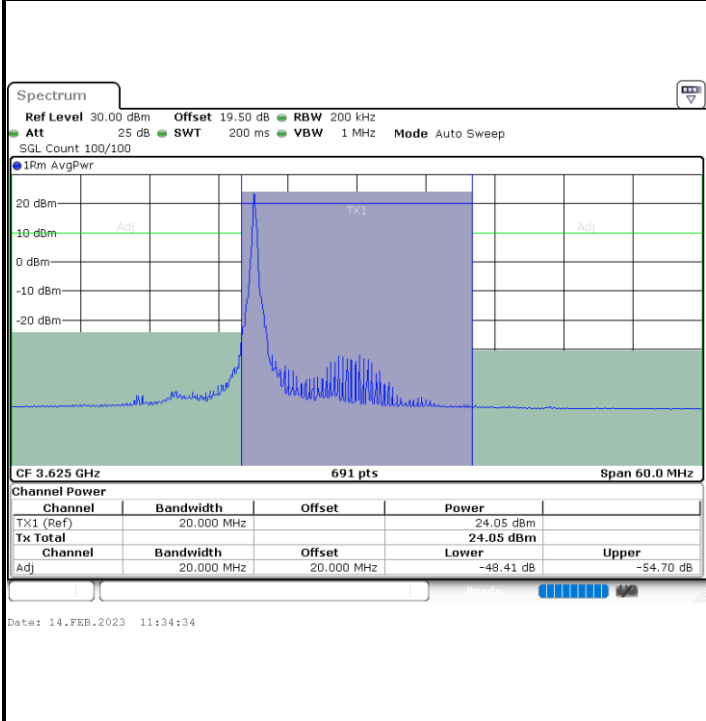 Spectrum
Ref Level 30.00 dBm Offset 19.50 dB RBW 200 kHz
Att 25 dB SWT 200 ms VBW 1 MHz Mode Auto Sweep
SGL Count 100/100
1Rm AvgPwr
TX1
20 dBm
Adj Adj
10 dBm
0 dBm
-10 dBm
-20 dBm
CF 3.625 GHz 691 pts Span 60.0 MHz
Channel Power
Channel Bandwidth Offset Power
TX1 (Ref) 20.000 MHz 24.05 dBm
Tx Total 24.05 dBm
Channel Bandwidth Offset Lower Upper
Adj 20.000 MHz 20.000 MHz -48.41 dB -54.70 dB
Ready
Date: 14.FEB.2023 11:34:34